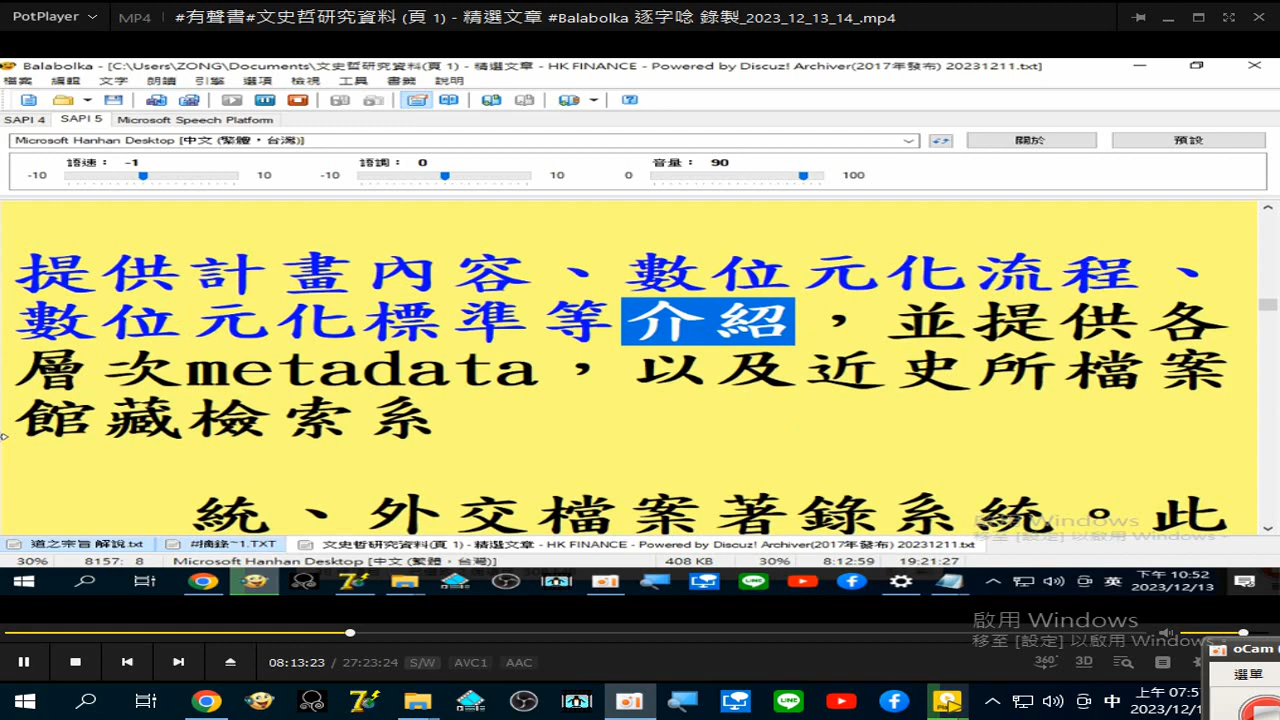 PotPlayer MP4 #有聲書#文史哲研究資料 (頁 1) - 精選文章 #Balabolka 逐字唸 錄製_2023_12_13_14_.mp4
Balabolka - [C:\Users\ZONG\Documents\文史哲研究資料(頁 1) - 精選文章 - HK FINANCE - Powered by Discuz! Archiver(2017年發布) 20231211.txt]
檔案 編輯 文字 朗讀 引擎 選項 檢視 工具 書籤 說明
SAPI 4 SAPI 5 Microsoft Speech Platform
Microsoft Hanhan Desktop [中文 (繁體，台灣)] 關於 預設
語速： -1 語調： 0 音量： 90
-10 10 -10 10 0 100
提供計畫內容、數位元化流程、
數位元化標準等介紹，並提供各
層次metadata，以及近史所檔案
館藏檢索系
統、外交檔案著錄系統。此
啟用 Windows
移至 [設定] 以啟用 Windows。
道之宗旨 解說.txt #摘錄~1.TXT 文史哲研究資料(頁 1) - 精選文章 - HK FINANCE - Powered by Discuz! Archiver(2017年發布) 20231211.txt
30% 8157: 8 Microsoft Hanhan Desktop [中文 (繁體，台灣)] 408 KB 30% 8:12:59 19:21:27
英 下午 10:52
2023/12/13
啟用 Windows
移至 [設定] 以啟用 Windows。
oCam (
08:13:23 / 27:23:24 S/W AVC1 AAC 360° 3D
選單
中 上午 07:5
2023/12/1